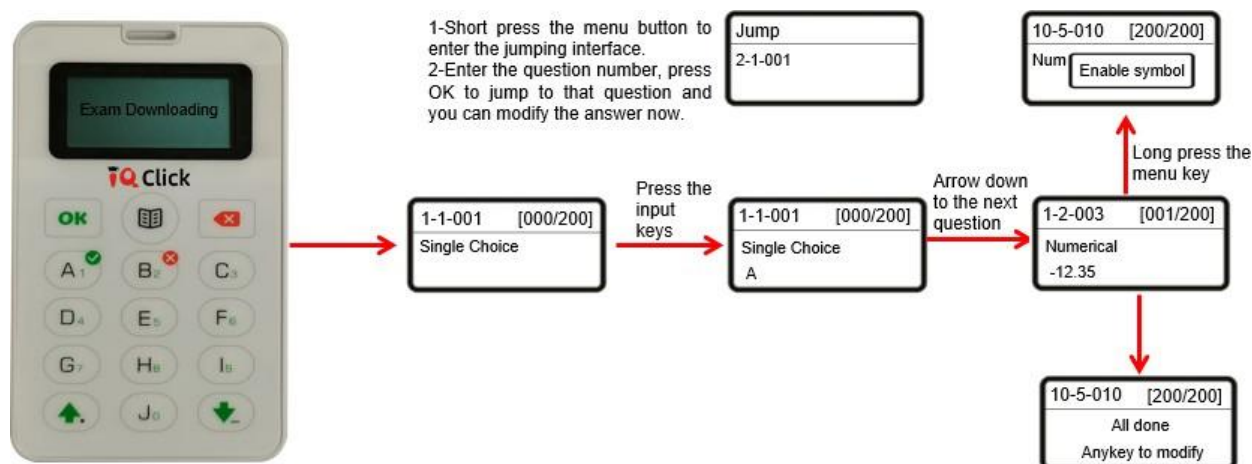 Exam Downloading
iQ Click
OK
A1
B2
C3
D4
E5
F6
G7
H8
I9
.
J0
_
1-Short press the menu button to
enter the jumping interface.
2-Enter the question number, press
OK to jump to that question and
you can modify the answer now.
Jump
2-1-001
10-5-010 [200/200]
Num
Enable symbol
Long press the
menu key
1-1-001 [000/200]
Single Choice
Press the
input
keys
1-1-001 [000/200]
Single Choice
A
Arrow down
to the next
question
1-2-003 [001/200]
Numerical
-12.35
10-5-010 [200/200]
All done
Anykey to modify